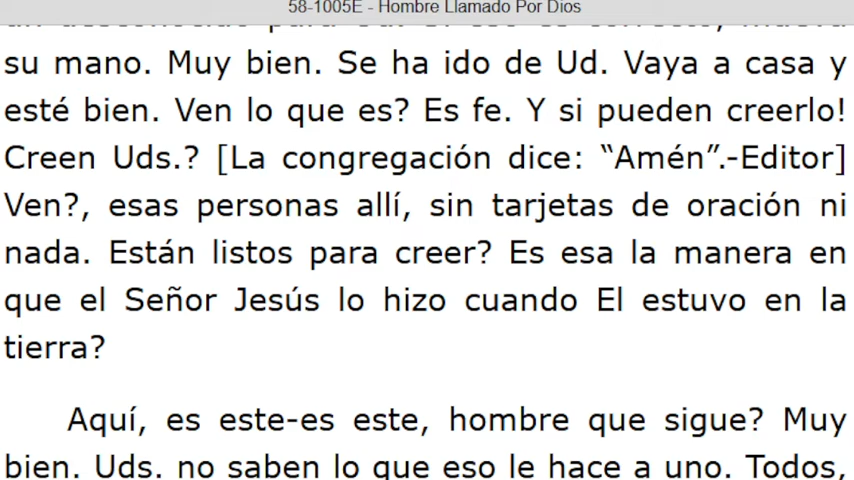 58-1005E - Hombre Llamado Por Dios
su mano. Muy bien. Se ha ido de Ud. Vaya a casa y
esté bien. Ven lo que es? Es fe. Y si pueden creerlo!
Creen Uds.? [La congregación dice: “Amén”.-Editor]
Ven?, esas personas allí, sin tarjetas de oración ni
nada. Están listos para creer? Es esa la manera en
que el Señor Jesús lo hizo cuando El estuvo en la
tierra?
Aquí, es este-es este, hombre que sigue? Muy
bien. Uds. no saben lo que eso le hace a uno. Todos,